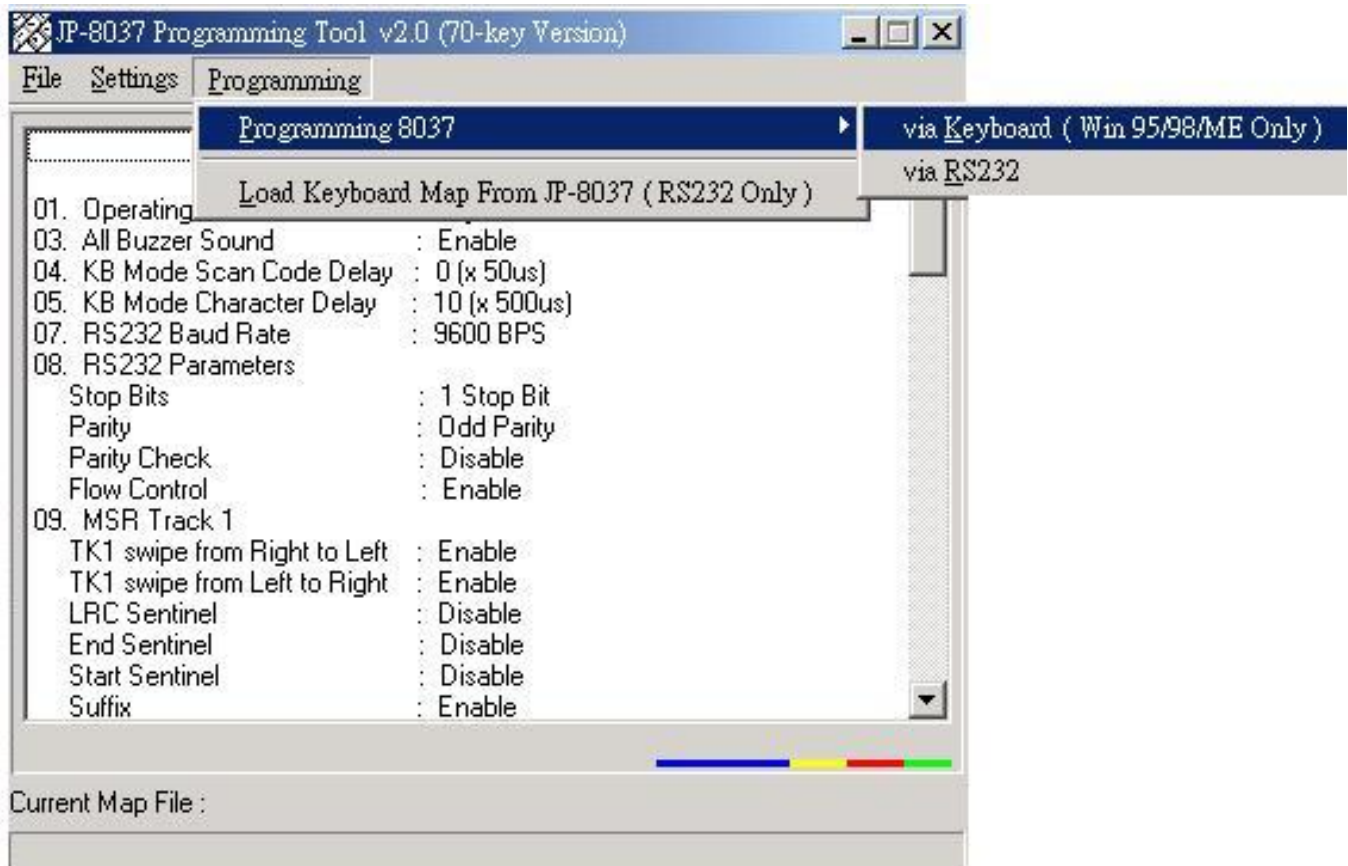 JP-8037 Programming Tool v2.0 (70-key Version)
File Settings Programming
Programming 8037
via Keyboard ( Win 95/98/ME Only )
via RS232
Load Keyboard Map From JP-8037 ( RS232 Only )
01. Operating
03. All Buzzer Sound : Enable
04. KB Mode Scan Code Delay : 0 (x 50us)
05. KB Mode Character Delay : 10 (x 500us)
07. RS232 Baud Rate : 9600 BPS
08. RS232 Parameters
Stop Bits : 1 Stop Bit
Parity : Odd Parity
Parity Check : Disable
Flow Control : Enable
09. MSR Track 1
TK1 swipe from Right to Left : Enable
TK1 swipe from Left to Right : Enable
LRC Sentinel : Disable
End Sentinel : Disable
Start Sentinel : Disable
Suffix : Enable
Current Map File :